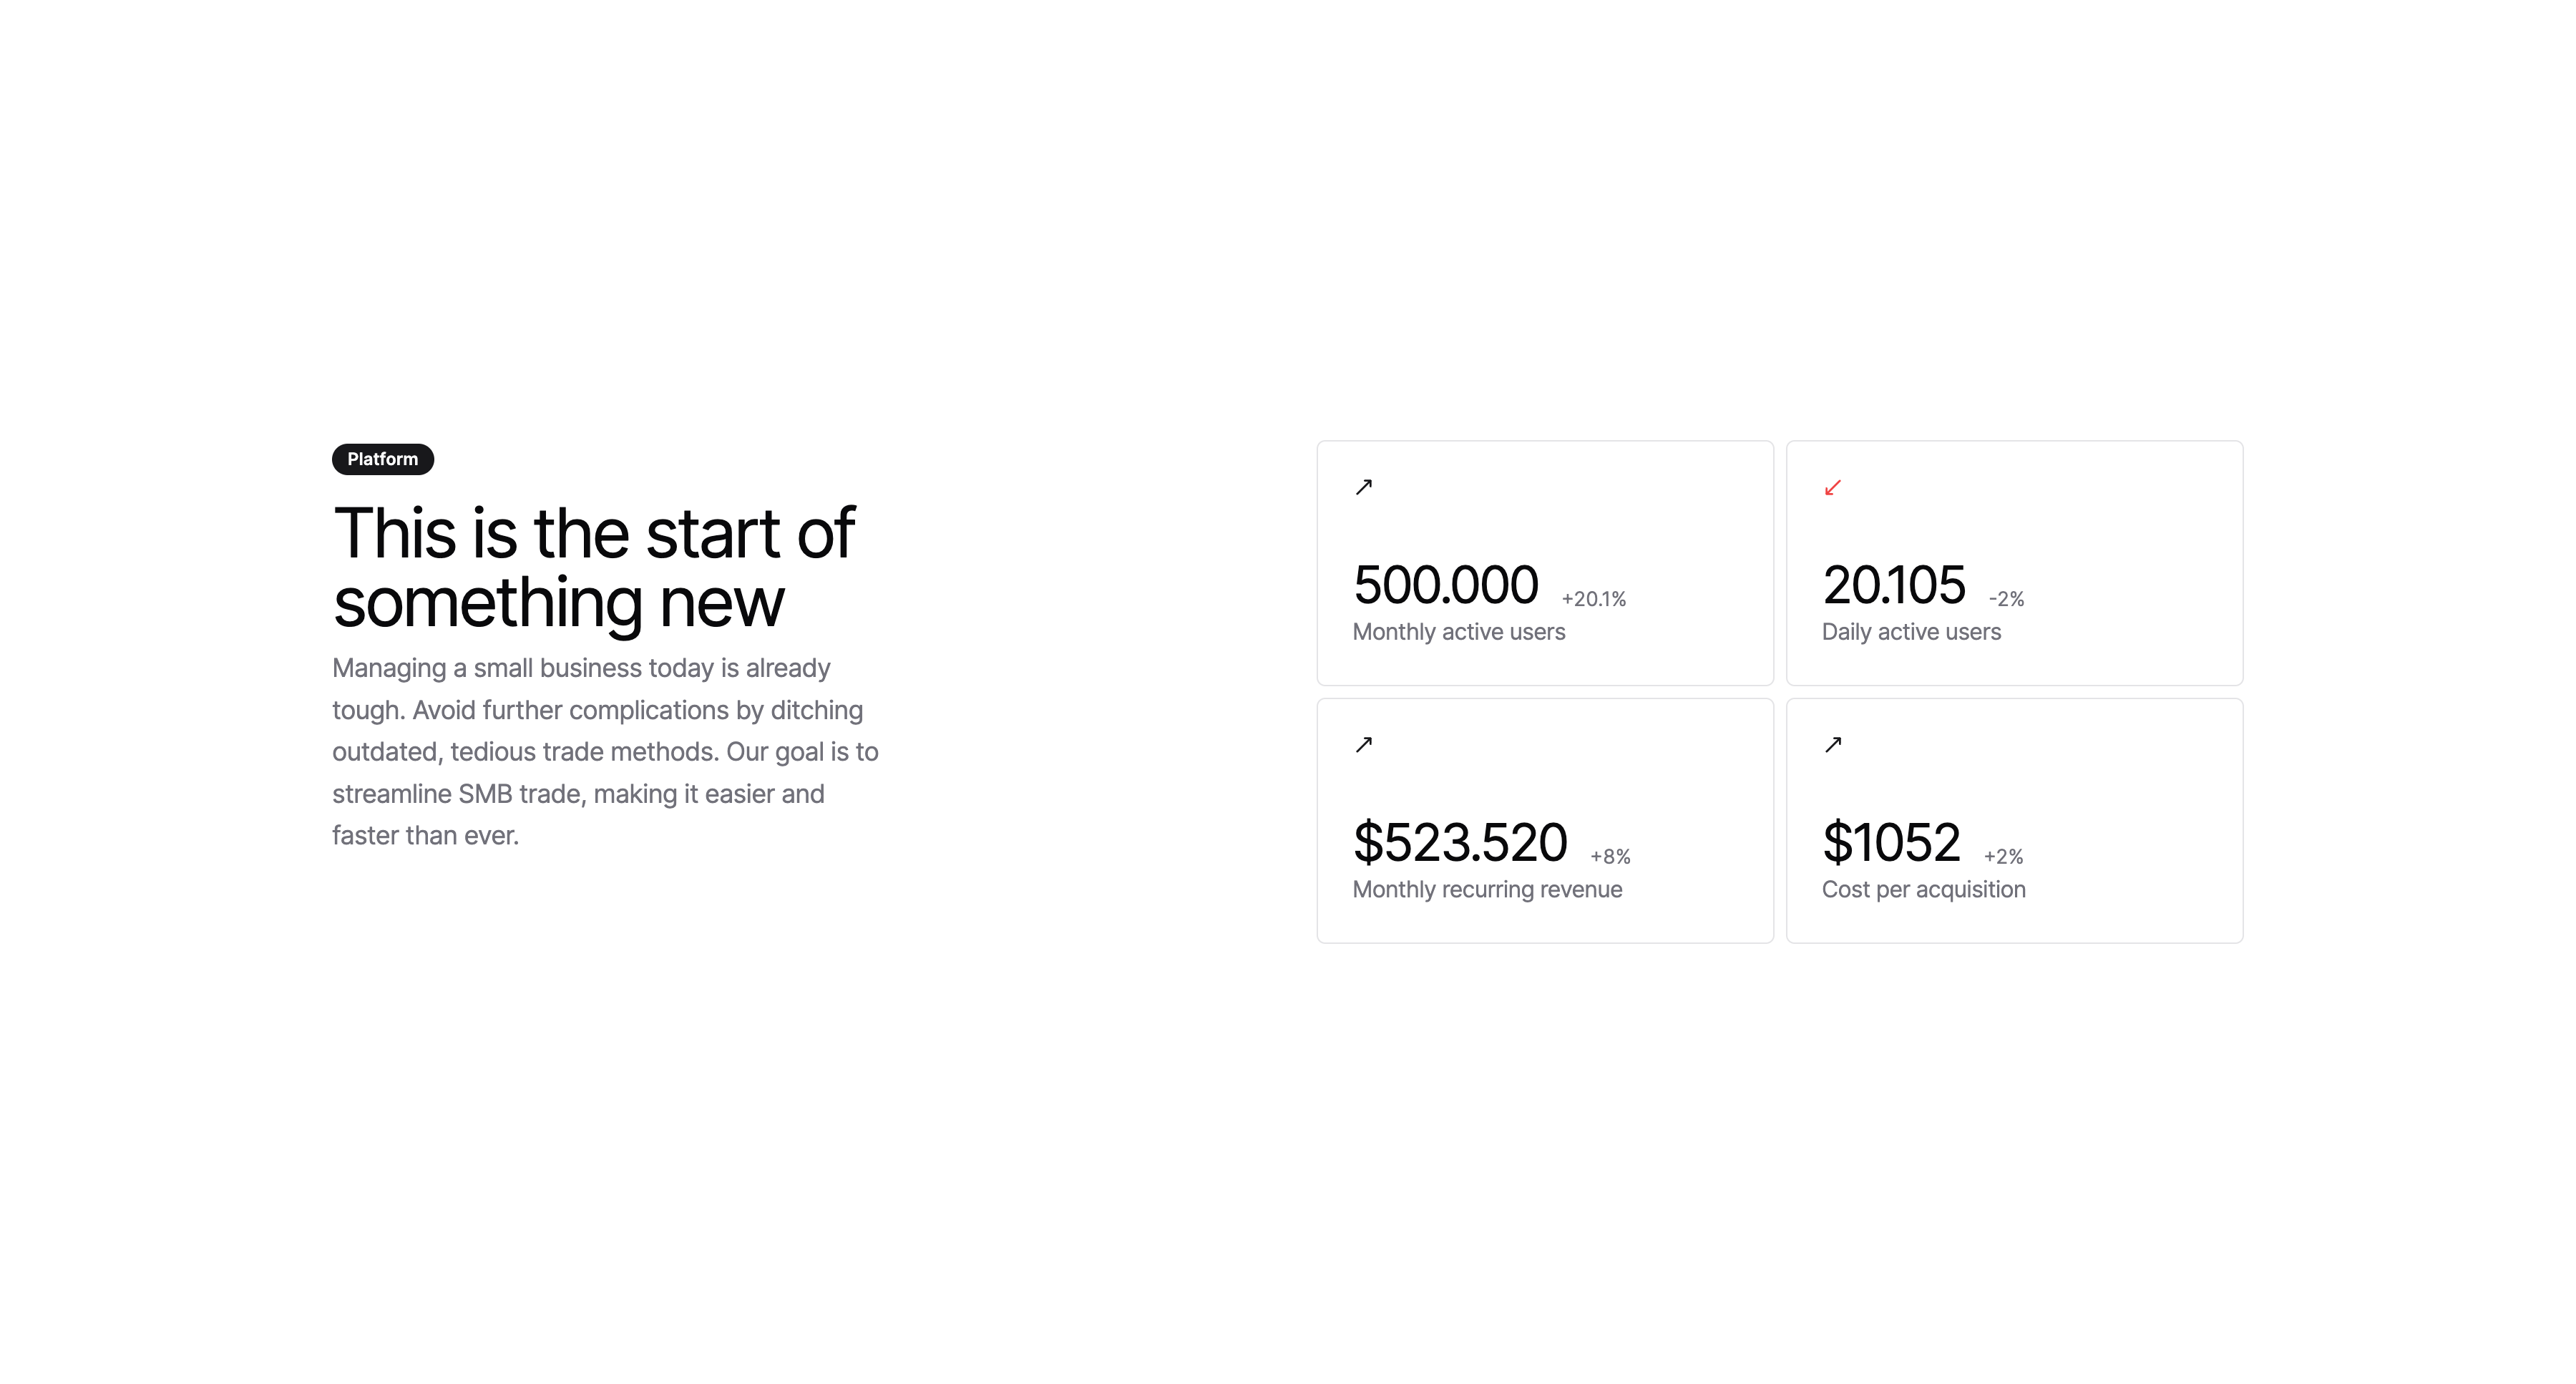 Platform
This is the start of
something new
Managing a small business today is already
tough. Avoid further complications by ditching
outdated, tedious trade methods. Our goal is to
streamline SMB trade, making it easier and
faster than ever.
500.000 +20.1%
Monthly active users
20.105 -2%
Daily active users
$523.520 +8%
Monthly recurring revenue
$1052 +2%
Cost per acquisition